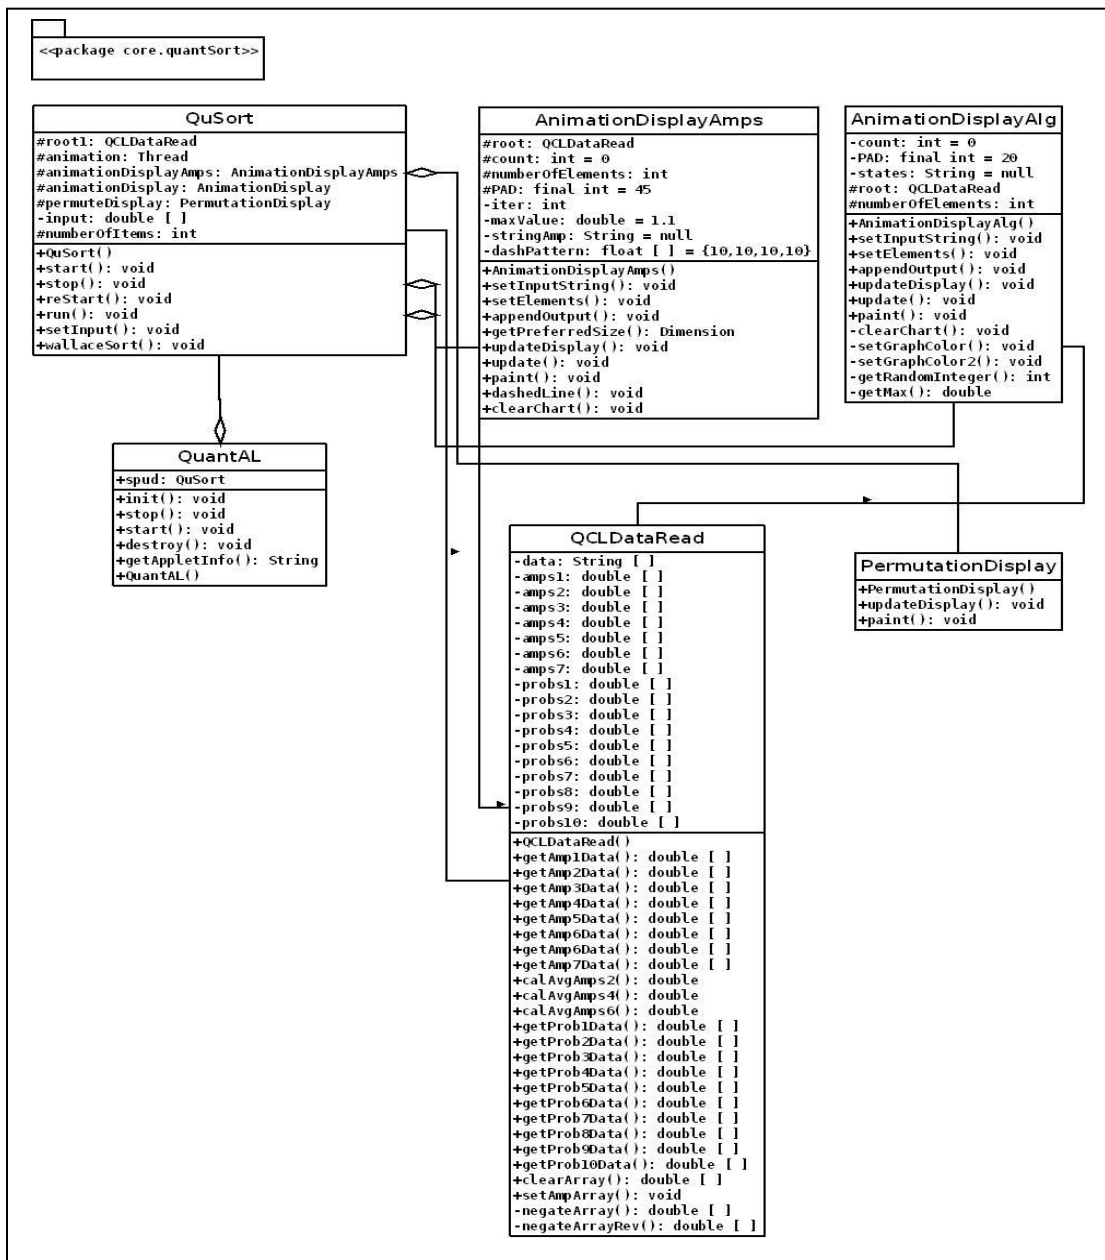 <<package core.quantSort>>
QuSort
#root1: QCLDataRead
#animation: Thread
#animationDisplayAmps: AnimationDisplayAmps
#animationDisplay: AnimationDisplay
#permuteDisplay: PermutationDisplay
-input: double [ ]
#numberOfItems: int
+QuSort()
+start(): void
+stop(): void
+reStart(): void
+run(): void
+setInput(): void
+wallaceSort(): void
AnimationDisplayAmps
#root: QCLDataRead
#count: int = 0
#numberOfElements: int
#PAD: final int = 45
-iter: int
-maxValue: double = 1.1
-stringAmp: String = null
-dashPattern: float [ ] = {10,10,10,10}
+AnimationDisplayAmps()
+setInputString(): void
+setElements(): void
+appendOutput(): void
+getPreferredSize(): Dimension
+updateDisplay(): void
+update(): void
+paint(): void
+dashedLine(): void
+clearChart(): void
AnimationDisplayAlg
-count: int = 0
-PAD: final int = 20
-states: String = null
#root: QCLDataRead
#numberOfElements: int
+AnimationDisplayAlg()
+setInputString(): void
+setElements(): void
+appendOutput(): void
+updateDisplay(): void
+update(): void
+paint(): void
-clearChart(): void
-setGraphColor(): void
-setGraphColor2(): void
-getRandomInteger(): int
-getMax(): double
QuantAL
+spud: QuSort
+init(): void
+stop(): void
+start(): void
+destroy(): void
+getAppletInfo(): String
+QuantAL()
QCLDataRead
-data: String [ ]
-amps1: double [ ]
-amps2: double [ ]
-amps3: double [ ]
-amps4: double [ ]
-amps5: double [ ]
-amps6: double [ ]
-amps7: double [ ]
-probs1: double [ ]
-probs2: double [ ]
-probs3: double [ ]
-probs4: double [ ]
-probs5: double [ ]
-probs6: double [ ]
-probs7: double [ ]
-probs8: double [ ]
-probs9: double [ ]
-probs10: double [ ]
+QCLDataRead()
+getAmp1Data(): double [ ]
+getAmp2Data(): double [ ]
+getAmp3Data(): double [ ]
+getAmp4Data(): double [ ]
+getAmp5Data(): double [ ]
+getAmp6Data(): double [ ]
+getAmp6Data(): double [ ]
+getAmp7Data(): double [ ]
+calAvgAmps2(): double
+calAvgAmps4(): double
+calAvgAmps6(): double
+getProb1Data(): double [ ]
+getProb2Data(): double [ ]
+getProb3Data(): double [ ]
+getProb4Data(): double [ ]
+getProb5Data(): double [ ]
+getProb6Data(): double [ ]
+getProb7Data(): double [ ]
+getProb8Data(): double [ ]
+getProb9Data(): double [ ]
+getProb10Data(): double [ ]
+clearArray(): double [ ]
+setAmpArray(): void
-negateArray(): double [ ]
-negateArrayRev(): double [ ]
PermutationDisplay
+PermutationDisplay()
+updateDisplay(): void
+paint(): void